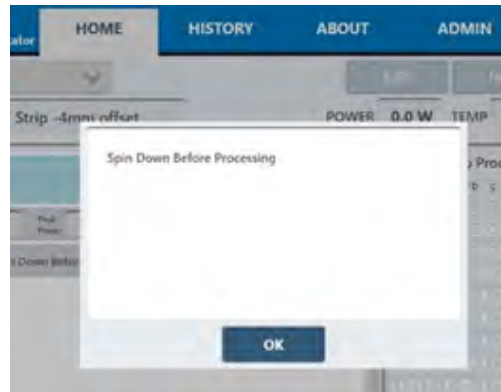 HOME HISTORY ABOUT ADMIN
Strip -4mm offset POWER 0.0 W TEMP
Spin Down Before Processing
OK